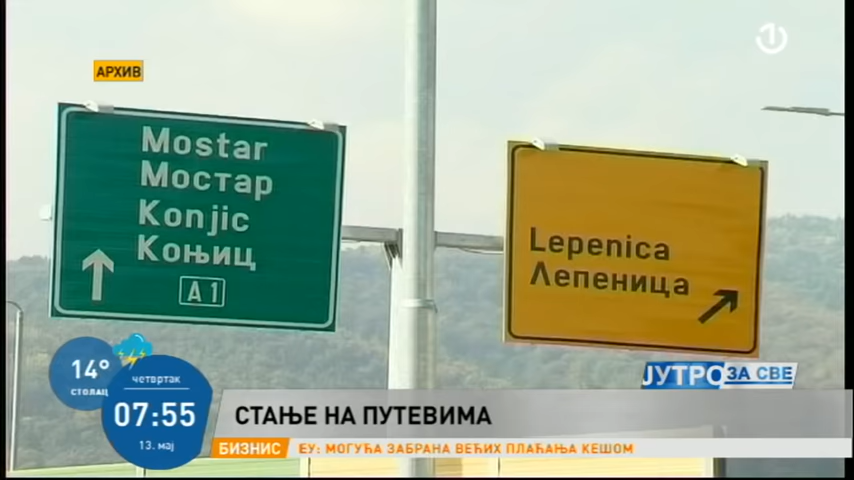 АРХИВ
1
Mostar
Мостар
Konjic
Коњиц
A1
Lepenica
Лепеница
14°
СТОЛАЦ
четвртак
07:55
13. мај
ЈУТРО ЗА СВЕ
СТАЊЕ НА ПУТЕВИМА
БИЗНИС
ЕУ: МОГУЋА ЗАБРАНА ВЕЋИХ ПЛАЋАЊА КЕШОМ